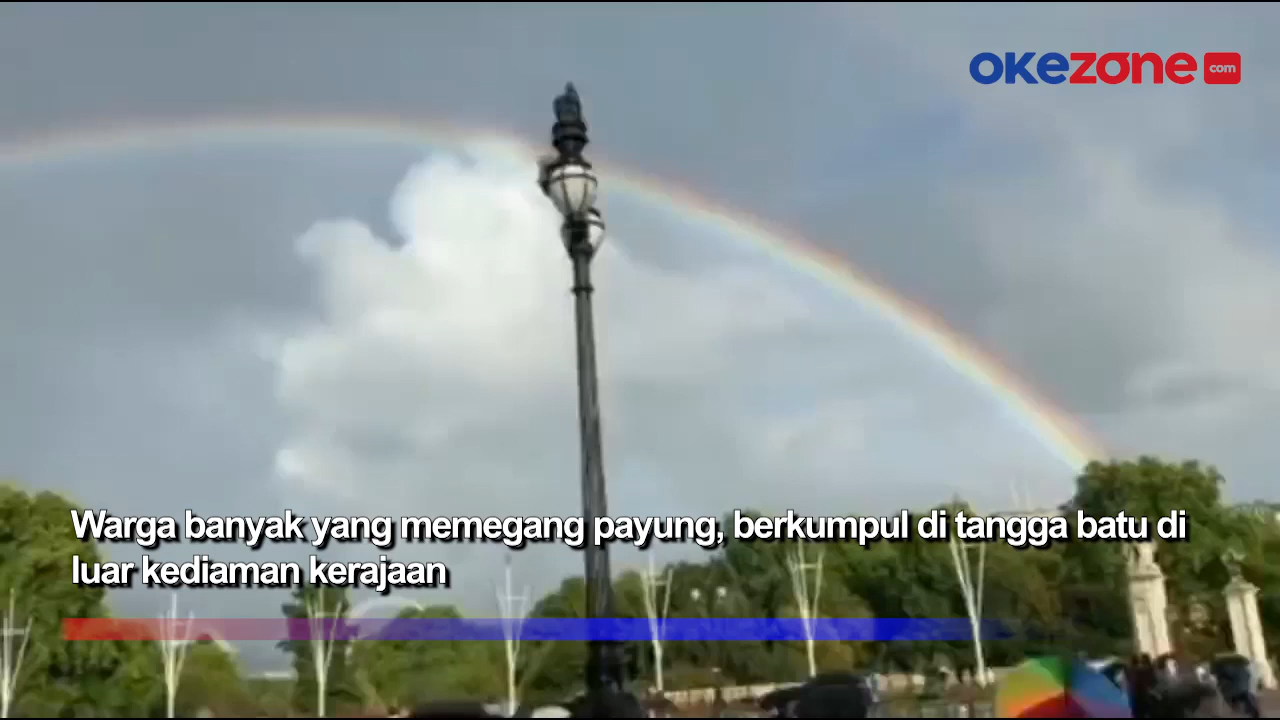 OKEZONE com
Warga banyak yang memegang payung, berkumpul di tangga batu di
luar kediaman kerajaan